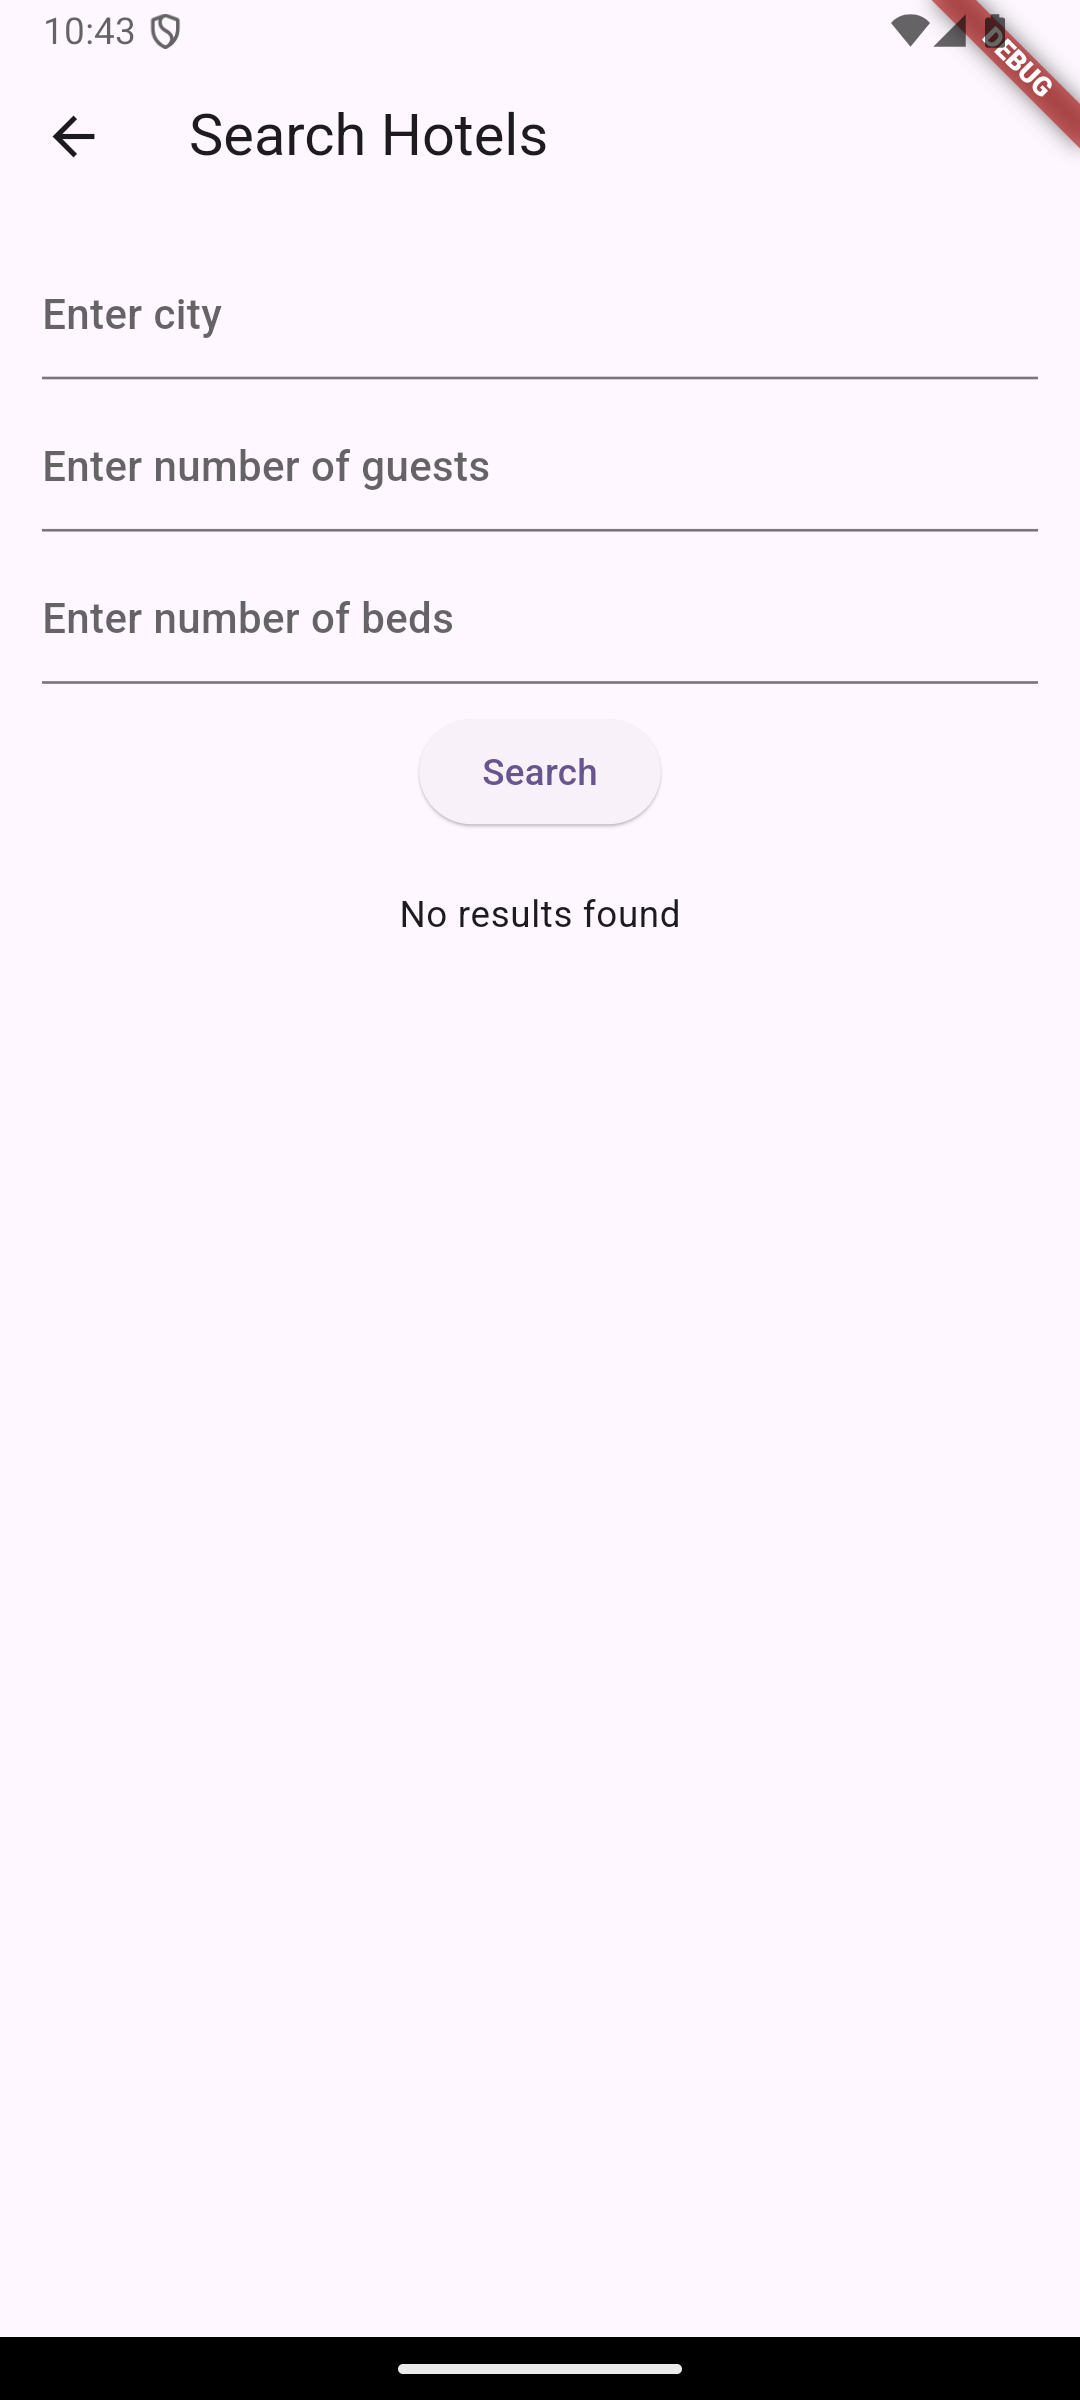 10:43
DEBUG
Search Hotels
Enter city
Enter number of guests
Enter number of beds
Search
No results found